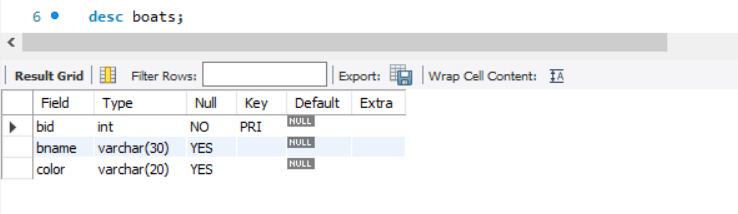 6 desc boats;
Result Grid Filter Rows: Export: Wrap Cell Content: IA
Field Type Null Key Default Extra
bid int NO PRI NULL
bname varchar(30) YES NULL
color varchar(20) YES NULL